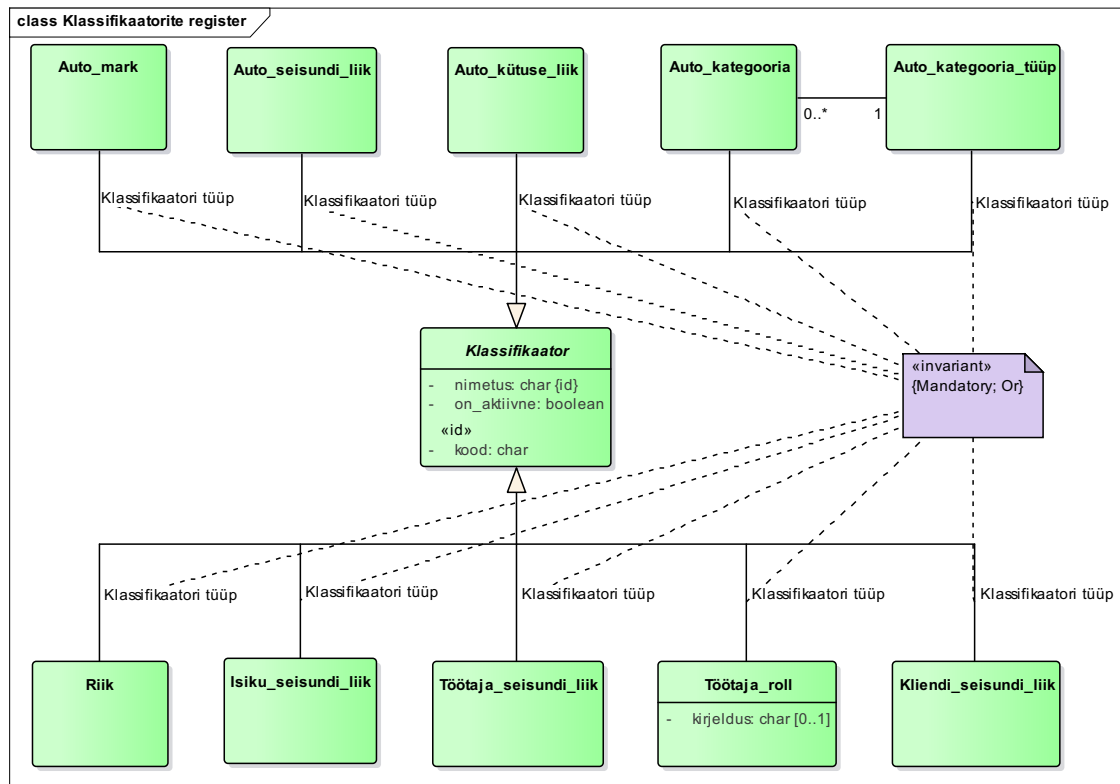 class Klassifikaatorite register
Auto_mark
Auto_seisundi_liik
Auto_kütuse_liik
Auto_kategooria
Auto_kategooria_tüüp
0..*
1
Klassifikaatori tüüp
Klassifikaatori tüüp
Klassifikaatori tüüp
Klassifikaatori tüüp
Klassifikaatori tüüp
Klassifikaator
- nimetus: char {id}
- on_aktiivne: boolean
«id»
- kood: char
«invariant»
{Mandatory; Or}
Klassifikaatori tüüp
Klassifikaatori tüüp
Klassifikaatori tüüp
Klassifikaatori tüüp
Klassifikaatori tüüp
Riik
Isiku_seisundi_liik
Töötaja_seisundi_liik
Töötaja_roll
- kirjeldus: char [0..1]
Kliendi_seisundi_liik